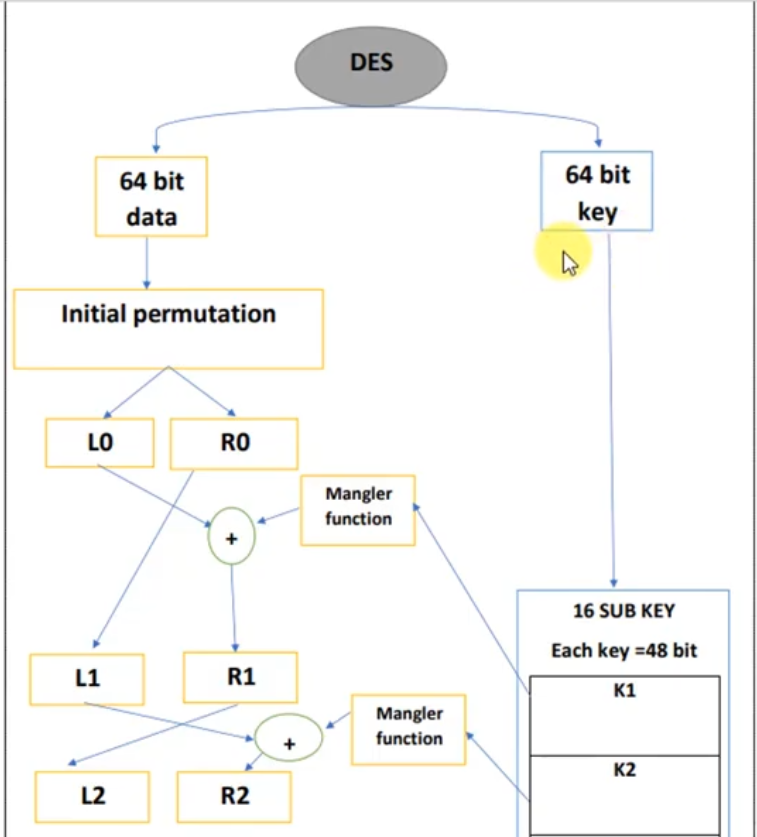 DES
64 bit
data
64 bit
key
Initial permutation
L0
R0
Mangler
function
+
16 SUB KEY
Each key =48 bit
K1
L1
R1
Mangler
function
+
K2
L2
R2